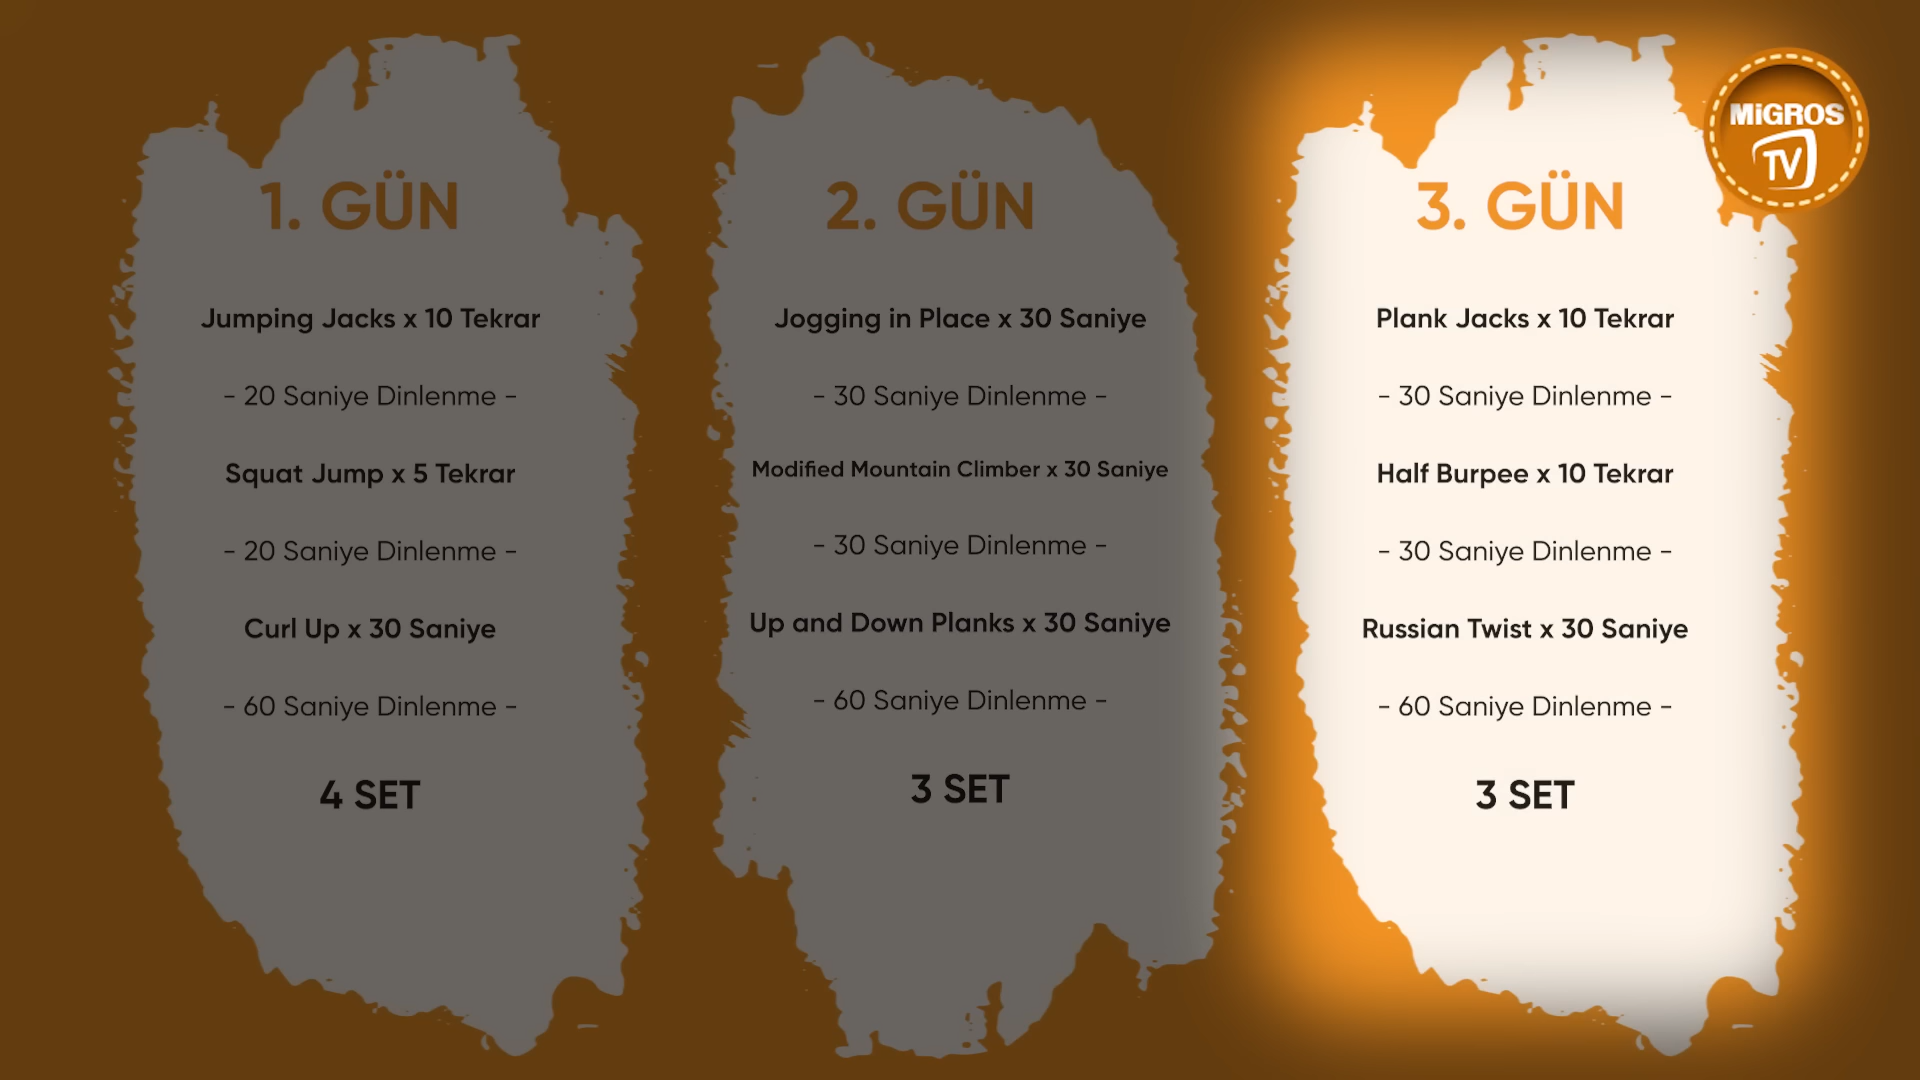 1. GÜN
Jumping Jacks x 10 Tekrar
- 20 Saniye Dinlenme -
Squat Jump x 5 Tekrar
- 20 Saniye Dinlenme -
Curl Up x 30 Saniye
- 60 Saniye Dinlenme -
4 SET
2. GÜN
Jogging in Place x 30 Saniye
- 30 Saniye Dinlenme -
Modified Mountain Climber x 30 Saniye
- 30 Saniye Dinlenme -
Up and Down Planks x 30 Saniye
- 60 Saniye Dinlenme -
3 SET
3. GÜN
Plank Jacks x 10 Tekrar
- 30 Saniye Dinlenme -
Half Burpee x 10 Tekrar
- 30 Saniye Dinlenme -
Russian Twist x 30 Saniye
- 60 Saniye Dinlenme -
3 SET
MiGROS
TV